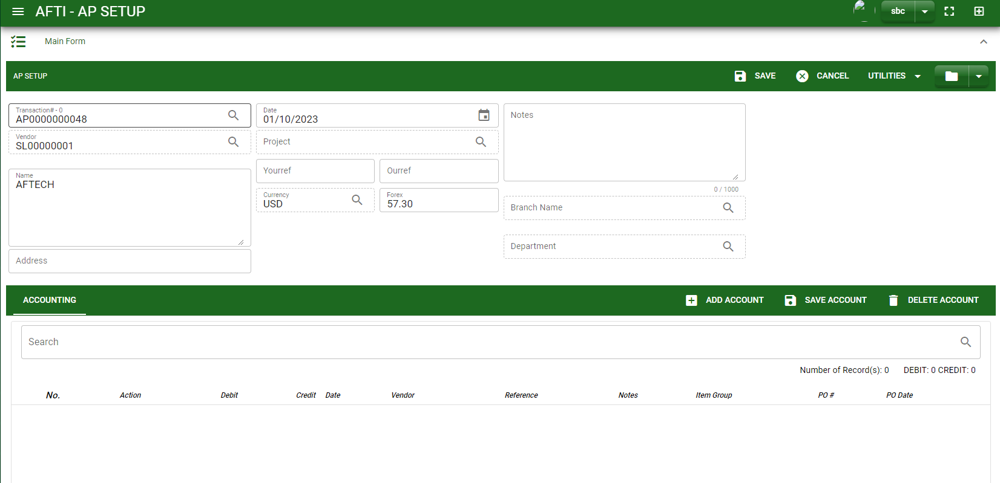 AFTI - AP SETUP
sbc
Main Form
AP SETUP
SAVE
CANCEL
UTILITIES
Transaction# - 0
AP0000000048
Vendor
SL00000001
Name
AFTECH
Address
Date
01/10/2023
Project
Yourref
Ourref
Currency
USD
Forex
57.30
Notes
0 / 1000
Branch Name
Department
ACCOUNTING
ADD ACCOUNT
SAVE ACCOUNT
DELETE ACCOUNT
Search
Number of Record(s): 0
DEBIT: 0 CREDIT: 0
No. Action Debit Credit Date Vendor Reference Notes Item Group PO # PO Date